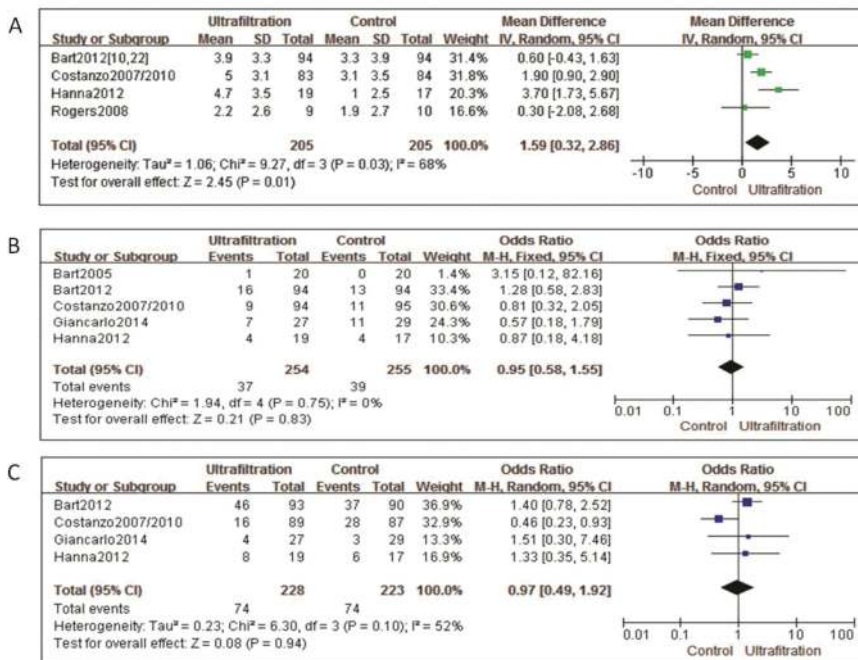 A
Ultrafiltration Control Mean Difference Mean Difference
Study or Subgroup Mean SD Total Mean SD Total Weight IV, Random, 95% CI IV, Random, 95% CI
Bart2012[10,22] 3.9 3.3 94 3.3 3.9 94 31.4% 0.60 [-0.43, 1.63]
Costanzo2007/2010 5 3.1 83 3.1 3.5 84 31.8% 1.90 [0.90, 2.90]
Hanna2012 4.7 3.5 19 1 2.5 17 20.3% 3.70 [1.73, 5.67]
Rogers2008 2.2 2.6 9 1.9 2.7 10 16.6% 0.30 [-2.08, 2.68]
Total (95% CI) 205 205 100.0% 1.59 [0.32, 2.86]
Heterogeneity: Tau² = 1.06; Chi² = 9.27, df = 3 (P = 0.03); I² = 68%
Test for overall effect: Z = 2.45 (P = 0.01)
-10 -5 0 5 10
Control Ultrafitration
B
Ultrafiltration Control Odds Ratio Odds Ratio
Study or Subgroup Events Total Events Total Weight M-H, Fixed, 95% CI M-H, Fixed, 95% CI
Bart2005 1 20 0 20 1.4% 3.15 [0.12, 82.16]
Bart2012 16 94 13 94 33.4% 1.28 [0.58, 2.83]
Costanzo2007/2010 9 94 11 95 30.6% 0.81 [0.32, 2.05]
Giancarlo2014 7 27 11 29 24.3% 0.57 [0.18, 1.79]
Hanna2012 4 19 4 17 10.3% 0.87 [0.18, 4.18]
Total (95% CI) 254 255 100.0% 0.95 [0.58, 1.55]
Total events 37 39
Heterogeneity: Chi² = 1.94, df = 4 (P = 0.75); I² = 0%
Test for overall effect: Z = 0.21 (P = 0.83)
0.01 0.1 1 10 100
Control Ultrafiltration
C
Ultrafiltration Control Odds Ratio Odds Ratio
Study or Subgroup Events Total Events Total Weight M-H, Random, 95% CI M-H, Random, 95% CI
Bart2012 46 93 37 90 36.9% 1.40 [0.78, 2.52]
Costanzo2007/2010 16 89 28 87 32.9% 0.46 [0.23, 0.93]
Giancarlo2014 4 27 3 29 13.3% 1.51 [0.30, 7.46]
Hanna2012 8 19 6 17 16.9% 1.33 [0.35, 5.14]
Total (95% CI) 228 223 100.0% 0.97 [0.49, 1.92]
Total events 74 74
Heterogeneity: Tau² = 0.23; Chi² = 6.30, df = 3 (P = 0.10); I² = 52%
Test for overall effect: Z = 0.08 (P = 0.94)
0.01 0.1 1 10 100
Control Ultrafiltration